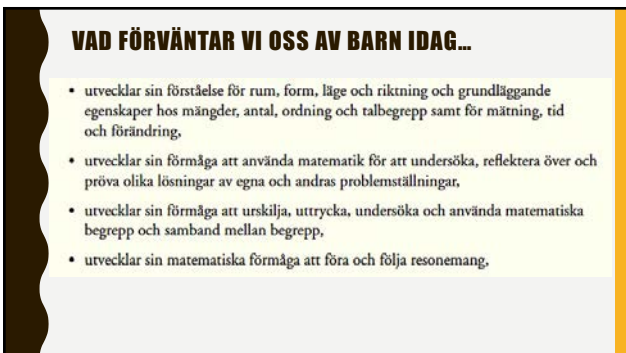 VAD FÖRVÄNTAR VI OSS AV BARN IDAG…
• utvecklar sin förståelse för rum, form, läge och riktning och grundläggande
egenskaper hos mängder, antal, ordning och talbegrepp samt för mätning, tid
och förändring,
• utvecklar sin förmåga att använda matematik för att undersöka, reflektera över och
pröva olika lösningar av egna och andras problemställningar,
• utvecklar sin förmåga att urskilja, uttrycka, undersöka och använda matematiska
begrepp och samband mellan begrepp,
• utvecklar sin matematiska förmåga att föra och följa resonemang,